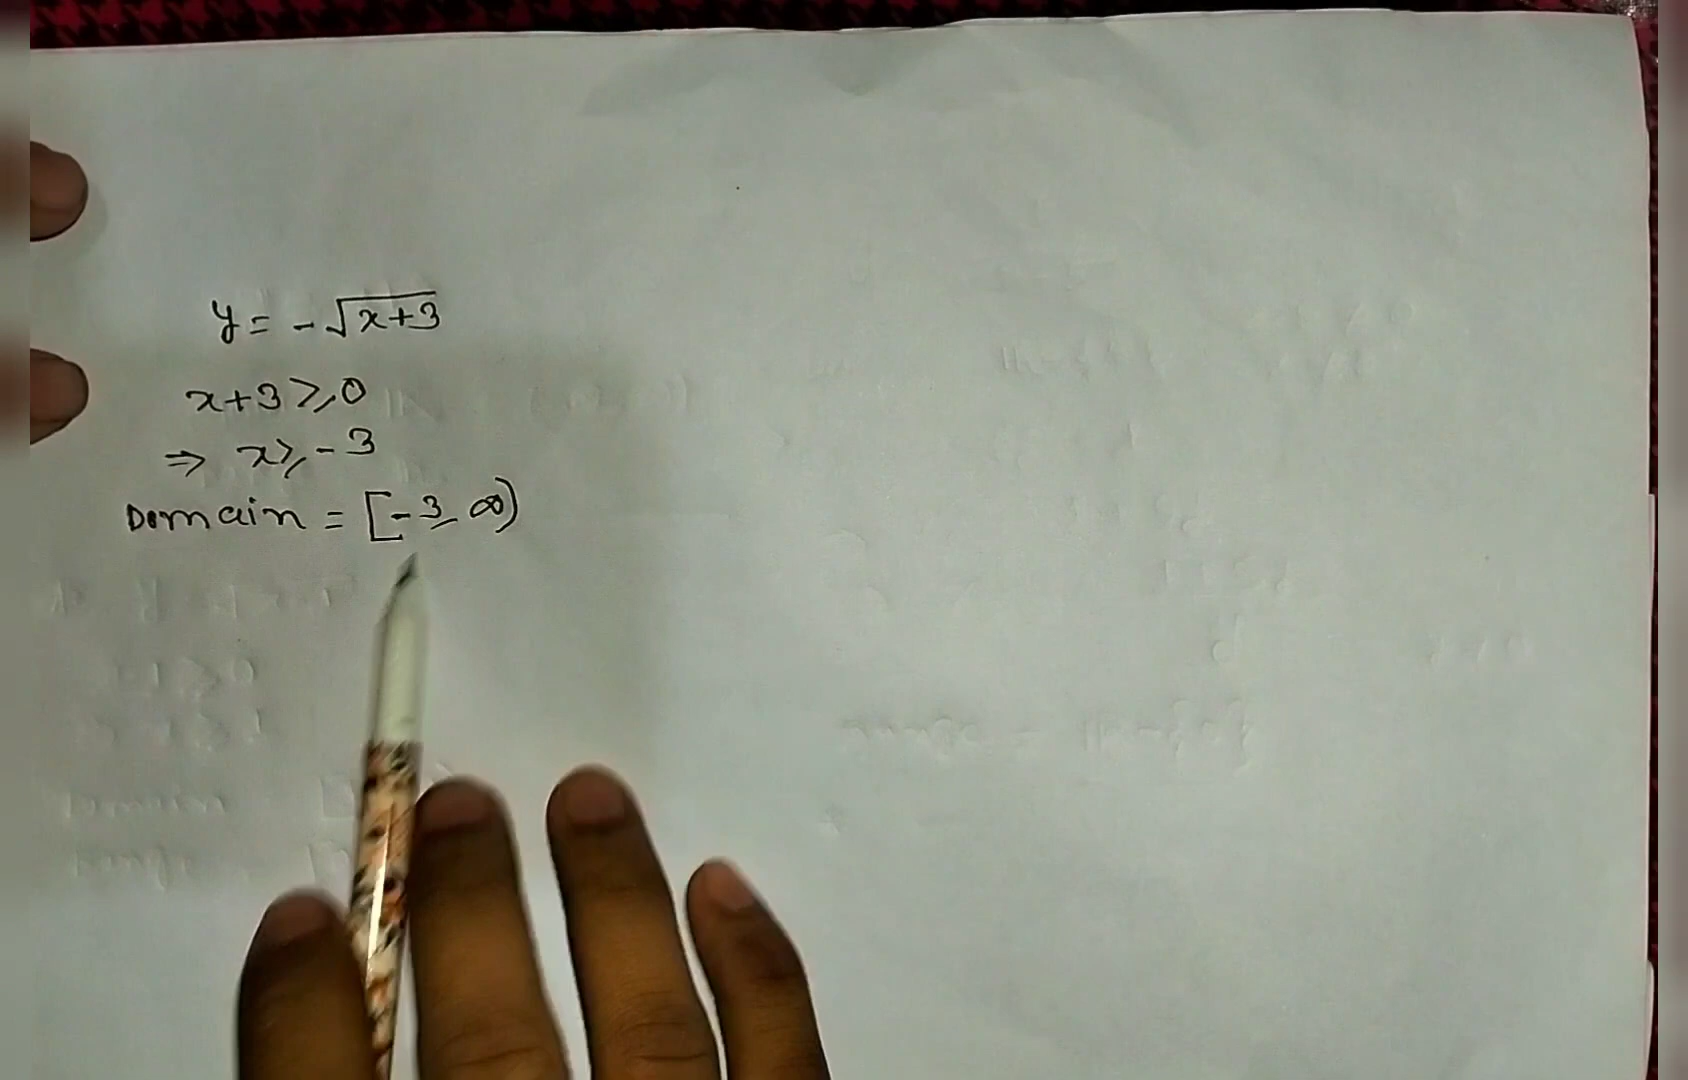 y = -√x+3
x+3 ≥ 0
⇒ x ≥ -3
Domain = [-3, ∞)